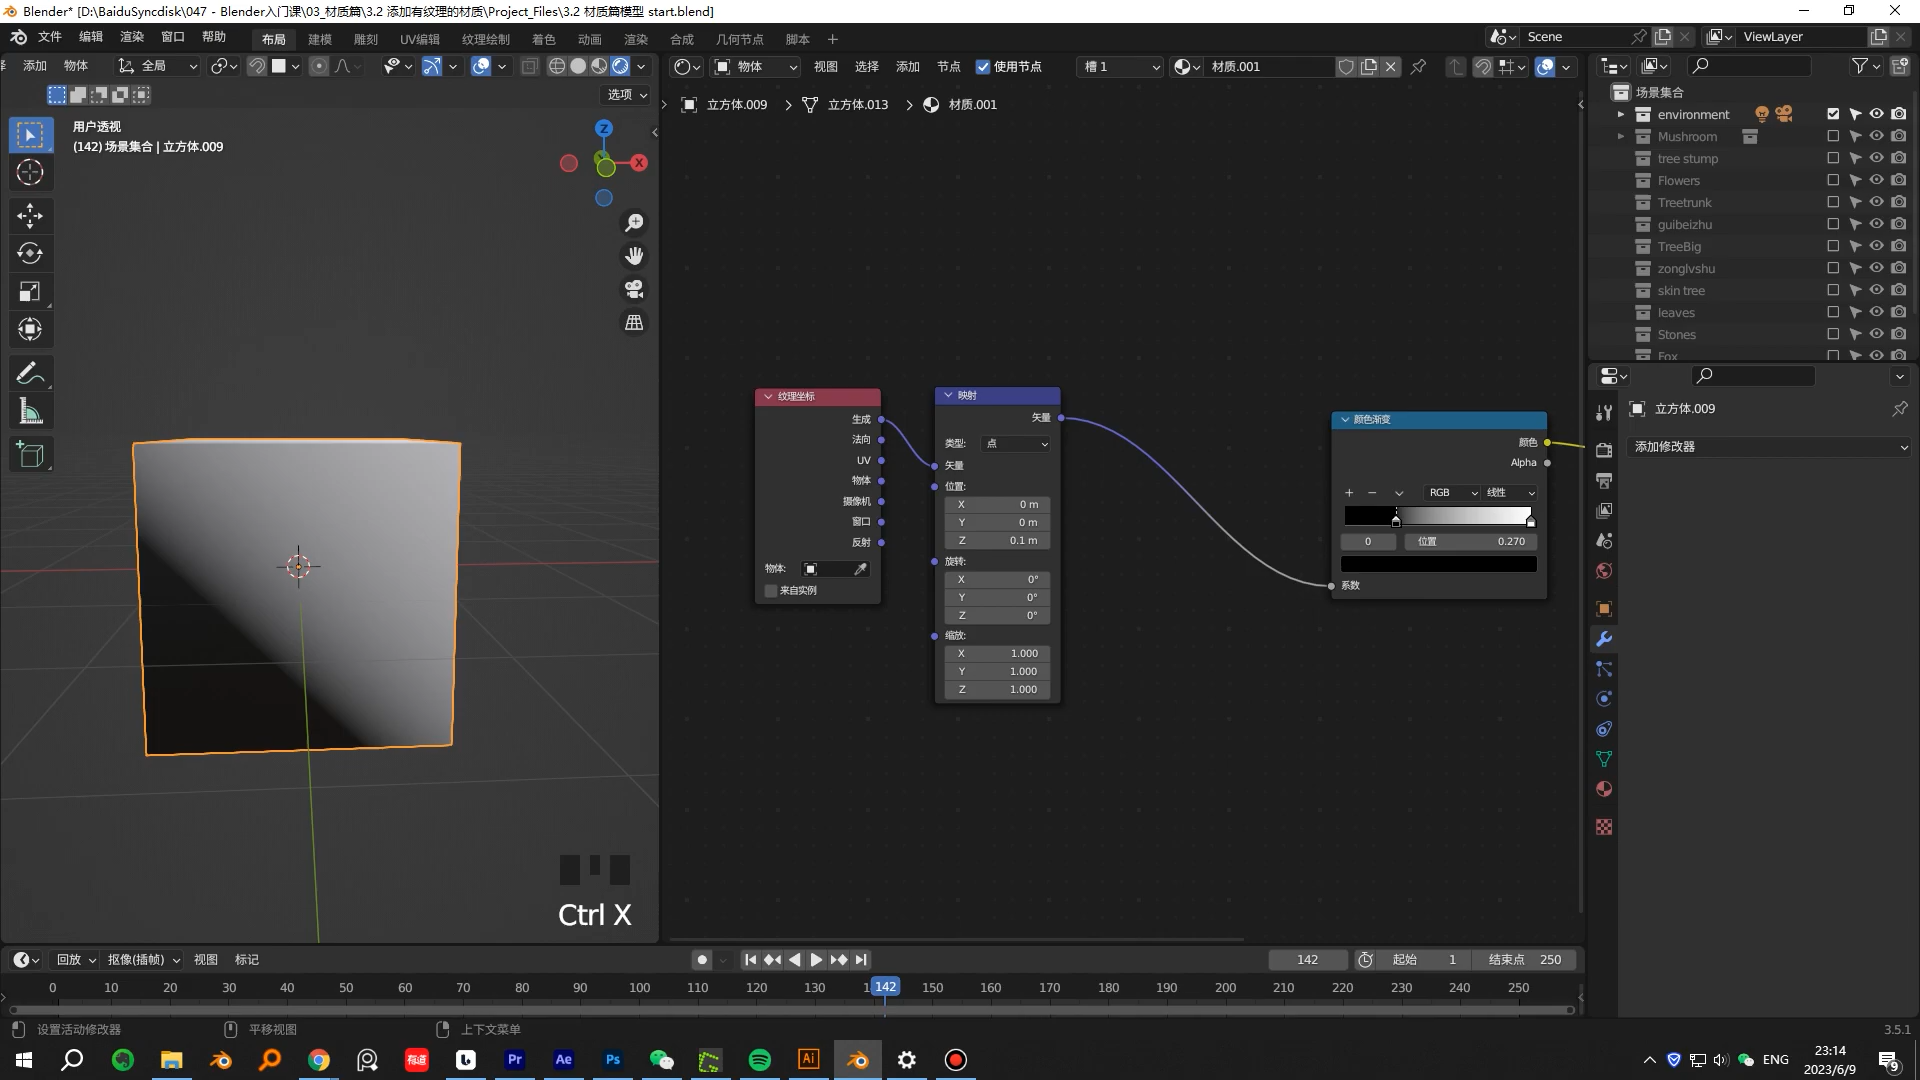 Blender* [D:\BaiduSyncdisk\047 - Blender入门课\03_材质篇\3.2 添加有纹理的材质\Project_Files\3.2 材质篇模型 start.blend]
文件 编辑 渲染 窗口 帮助 布局 建模 雕刻 UV编辑 纹理绘制 着色 动画 渲染 合成 几何节点 脚本 + Scene ViewLayer
添加 物体 全局 物体 视图 选择 添加 节点 使用节点 槽 1 材质.001
选项
立方体.009 > 立方体.013 > 材质.001
用户透视
(142) 场景集合 | 立方体.009
Z
X
场景集合
environment
Mushroom
tree stump
Flowers
Treetrunk
guibeizhu
TreeBig
zonglvshu
skin tree
leaves
Stones
Fox
立方体.009
添加修改器
纹理坐标
生成
法向
UV
物体
摄像机
窗口
反射
物体:
来自实例
映射
矢量
类型: 点
矢量
位置:
X 0 m
Y 0 m
Z 0.1 m
旋转:
X 0°
Y 0°
Z 0°
缩放:
X 1.000
Y 1.000
Z 1.000
颜色渐变
颜色
Alpha
+ − RGB 线性
0 位置 0.270
系数
Ctrl X
回放 抠像(插帧) 视图 标记 142 起始 1 结束点 250
0 10 20 30 40 50 60 70 80 90 100 110 120 130 142 150 160 170 180 190 200 210 220 230 240 250
设置活动修改器 平移视图 上下文菜单 3.5.1
有道 Pr Ae Ps Ai ENG 23:14
2023/6/9 9